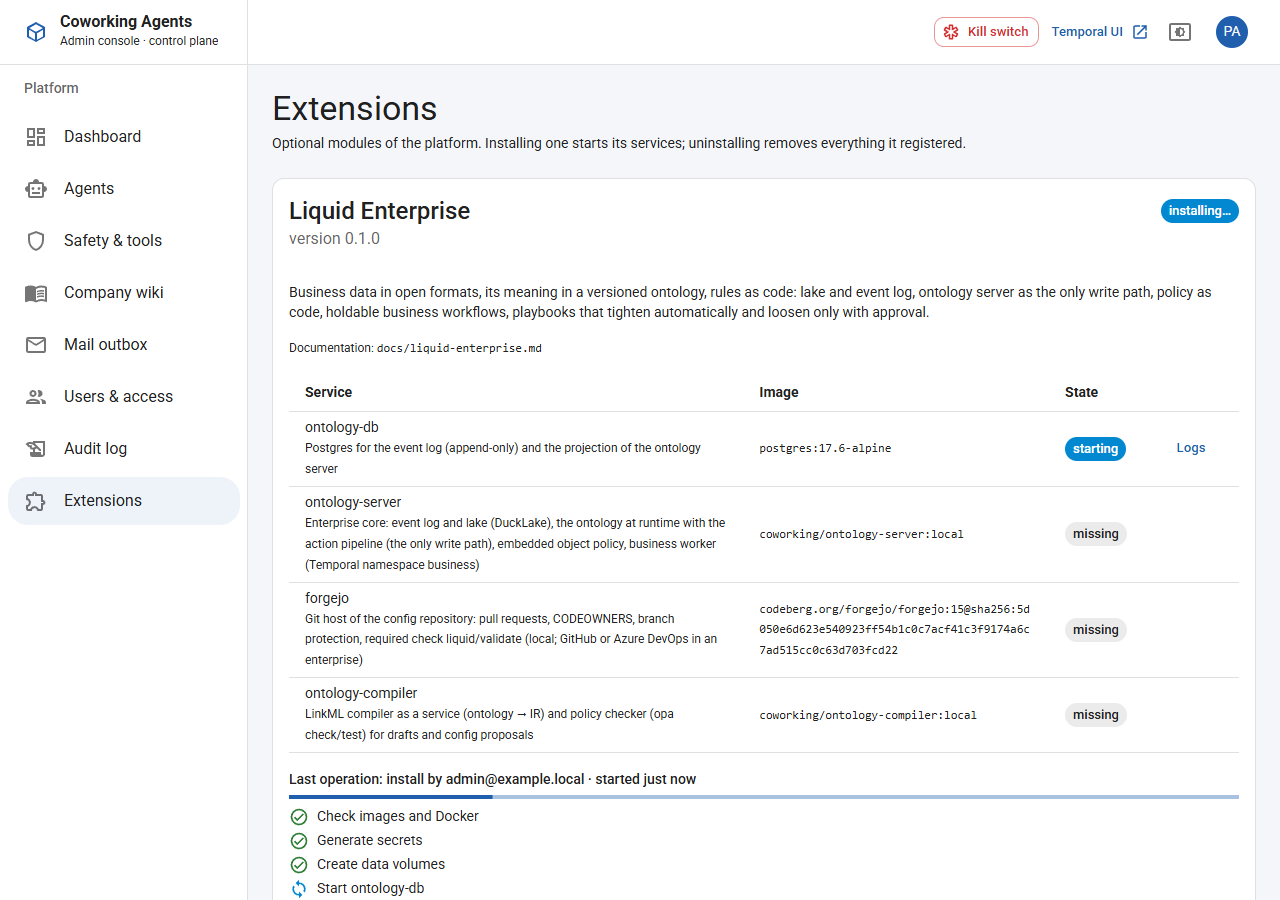 Coworking Agents
Admin console · control plane
Kill switch
Temporal UI
PA
Platform
Dashboard
Agents
Safety & tools
Company wiki
Mail outbox
Users & access
Audit log
Extensions
Extensions
Optional modules of the platform. Installing one starts its services; uninstalling removes everything it registered.
Liquid Enterprise
installing…
version 0.1.0
Business data in open formats, its meaning in a versioned ontology, rules as code: lake and event log, ontology server as the only write path, policy as
code, holdable business workflows, playbooks that tighten automatically and loosen only with approval.
Documentation: docs/liquid-enterprise.md
Service Image State
ontology-db
Postgres for the event log (append-only) and the projection of the ontology
server
postgres:17.6-alpine
starting
Logs
ontology-server
Enterprise core: event log and lake (DuckLake), the ontology at runtime with the
action pipeline (the only write path), embedded object policy, business worker
(Temporal namespace business)
coworking/ontology-server:local
missing
forgejo
Git host of the config repository: pull requests, CODEOWNERS, branch
protection, required check liquid/validate (local; GitHub or Azure DevOps in an
enterprise)
codeberg.org/forgejo/forgejo:15@sha256:5d
050e6d623e540923ff54b1c0c7acf41c3f9174a6c
7ad515cc0c63d703fcd22
missing
ontology-compiler
LinkML compiler as a service (ontology → IR) and policy checker (opa
check/test) for drafts and config proposals
coworking/ontology-compiler:local
missing
Last operation: install by admin@example.local · started just now
Check images and Docker
Generate secrets
Create data volumes
Start ontology-db